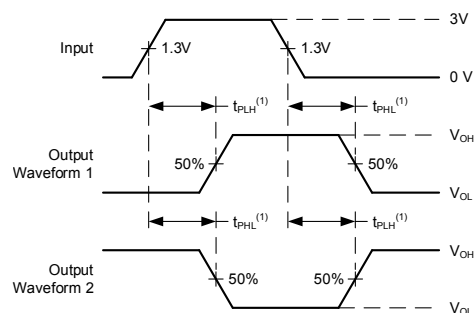 3V
Input
1.3V
1.3V
0 V
tPLH(1)
tPHL(1)
VOH
Output
Waveform 1
50%
50%
VOL
tPHL(1)
tPLH(1)
VOH
Output
Waveform 2
50%
50%
VOL